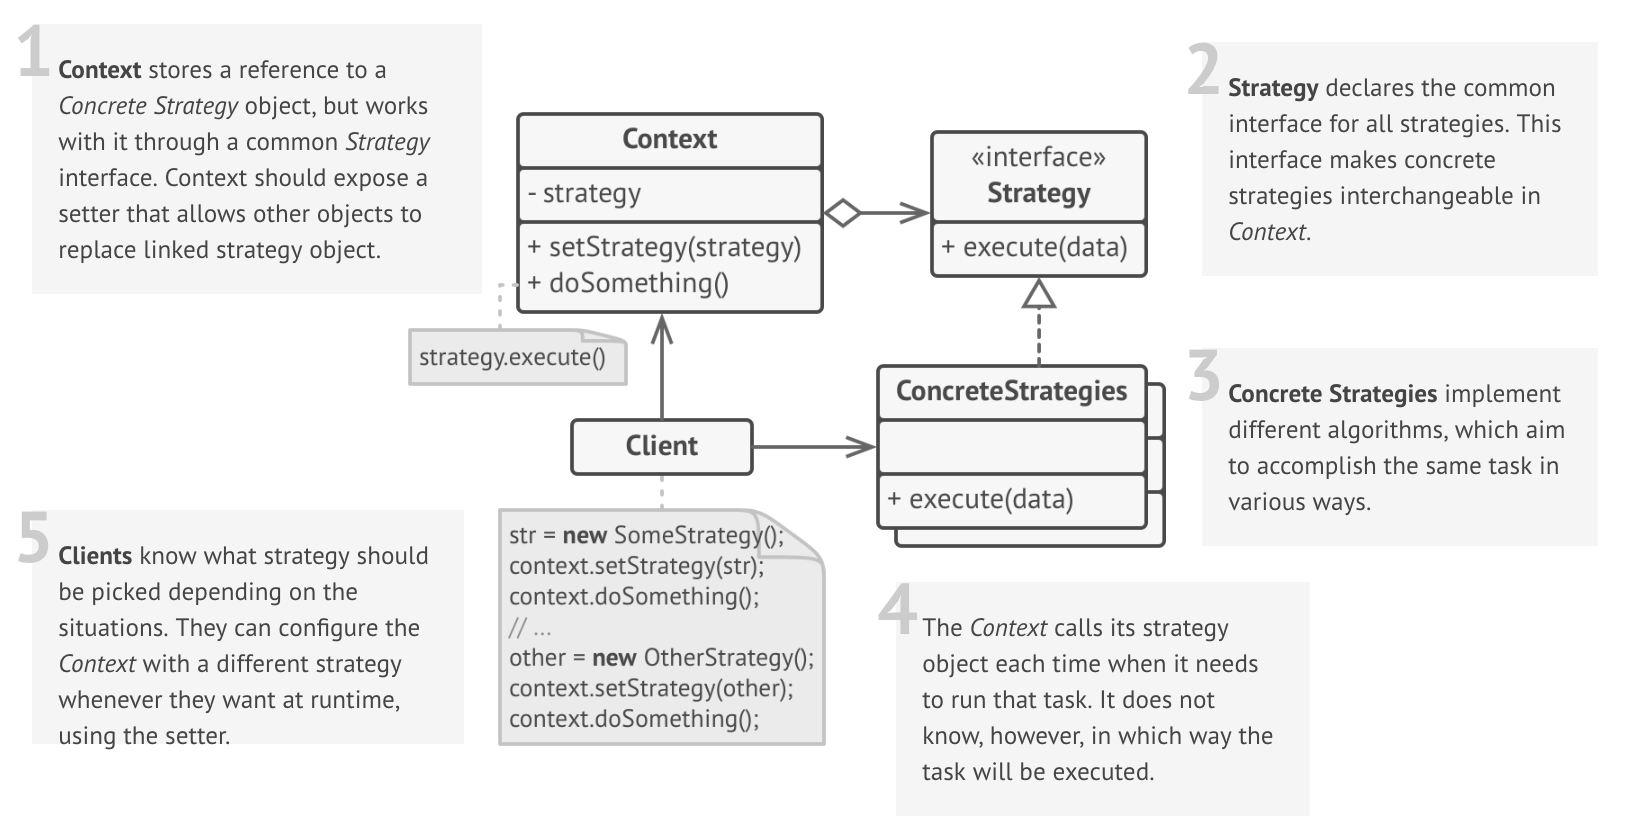 1
Context stores a reference to a
Concrete Strategy object, but works
with it through a common Strategy
interface. Context should expose a
setter that allows other objects to
replace linked strategy object.
Context
- strategy
+ setStrategy(strategy)
+ doSomething()
strategy.execute()
«interface»
Strategy
+ execute(data)
2
Strategy declares the common
interface for all strategies. This
interface makes concrete
strategies interchangeable in
Context.
Client
ConcreteStrategies
+ execute(data)
3
Concrete Strategies implement
different algorithms, which aim
to accomplish the same task in
various ways.
5
Clients know what strategy should
be picked depending on the
situations. They can configure the
Context with a different strategy
whenever they want at runtime,
using the setter.
str = new SomeStrategy();
context.setStrategy(str);
context.doSomething();
// ...
other = new OtherStrategy();
context.setStrategy(other);
context.doSomething();
4
The Context calls its strategy
object each time when it needs
to run that task. It does not
know, however, in which way the
task will be executed.